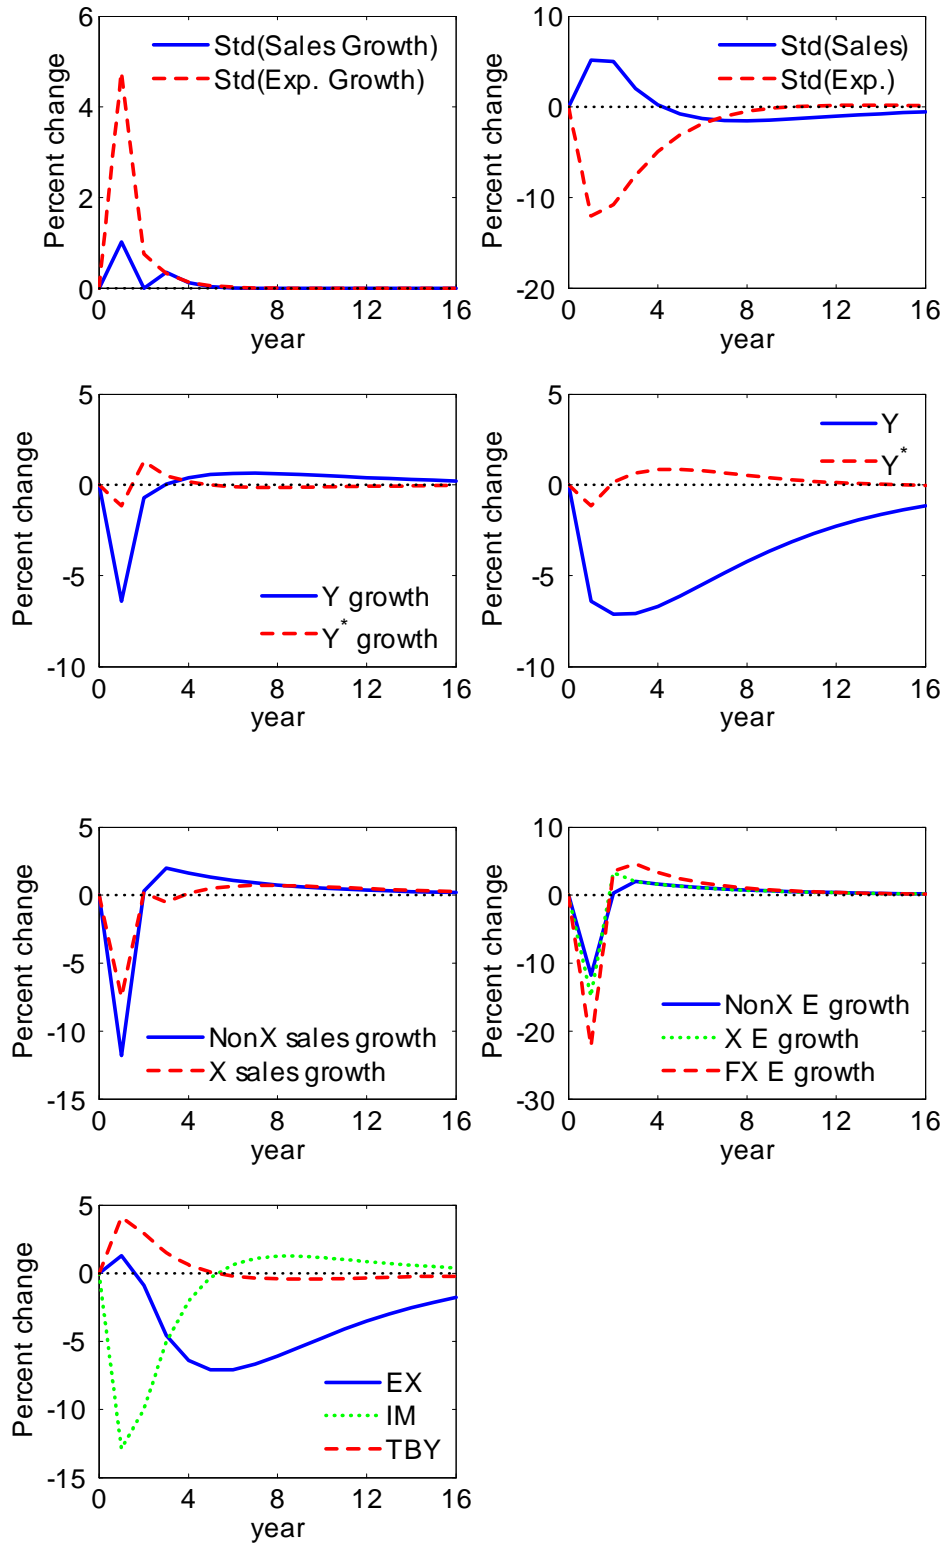 6
4
2
0
Percent change
Std(Sales Growth)
Std(Exp. Growth)
0 4 8 12 16
year
10
0
-10
-20
Percent change
Std(Sales)
Std(Exp.)
0 4 8 12 16
year
5
0
-5
-10
Percent change
Y growth
Y* growth
0 4 8 12 16
year
5
0
-5
-10
Percent change
Y
Y*
0 4 8 12 16
year
5
0
-5
-10
-15
Percent change
NonX sales growth
X sales growth
0 4 8 12 16
year
10
0
-10
-20
-30
Percent change
NonX E growth
X E growth
FX E growth
0 4 8 12 16
year
5
0
-5
-10
-15
Percent change
EX
IM
TBY
0 4 8 12 16
year